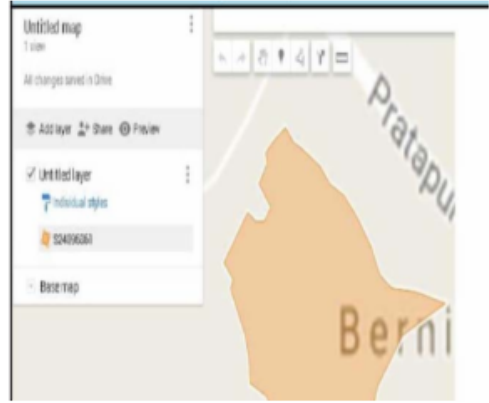 Untitled map
1 view
All changes saved in Drive
Add layer Share Preview
Untitled layer
Individual styles
Base map
Pratapu
Berni